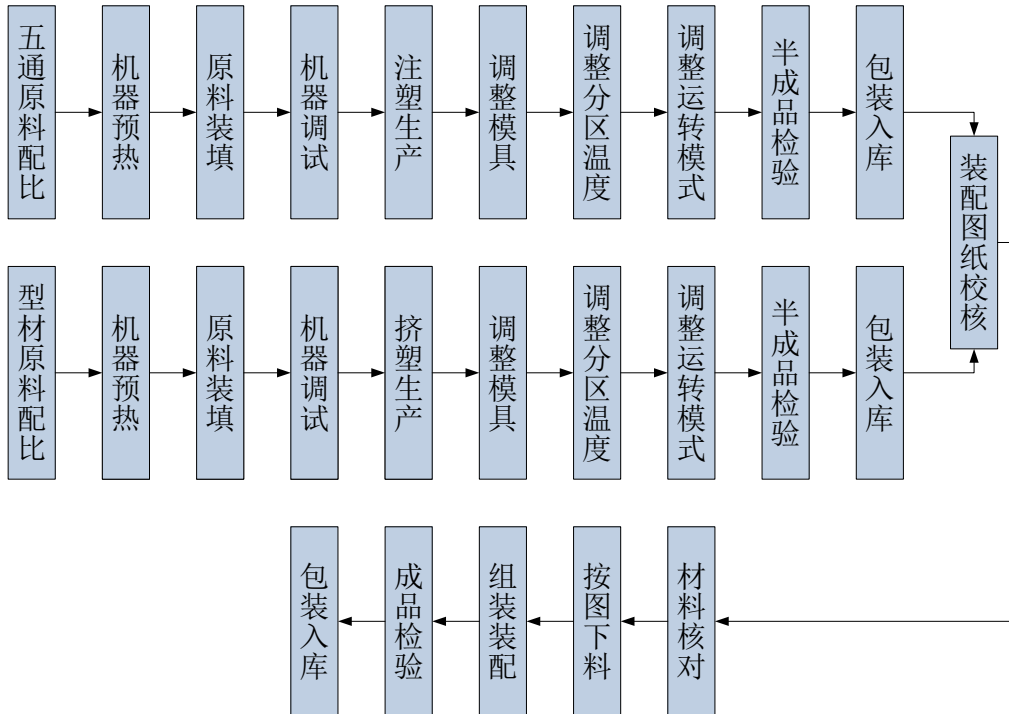 五通原料配比
机器预热
原料装填
机器调试
注塑生产
调整模具
调整分区温度
调整运转模式
半成品检验
包装入库
装配图纸校核
型材原料配比
机器预热
原料装填
机器调试
挤塑生产
调整模具
调整分区温度
调整运转模式
半成品检验
包装入库
材料核对
按图下料
组装装配
成品检验
包装入库